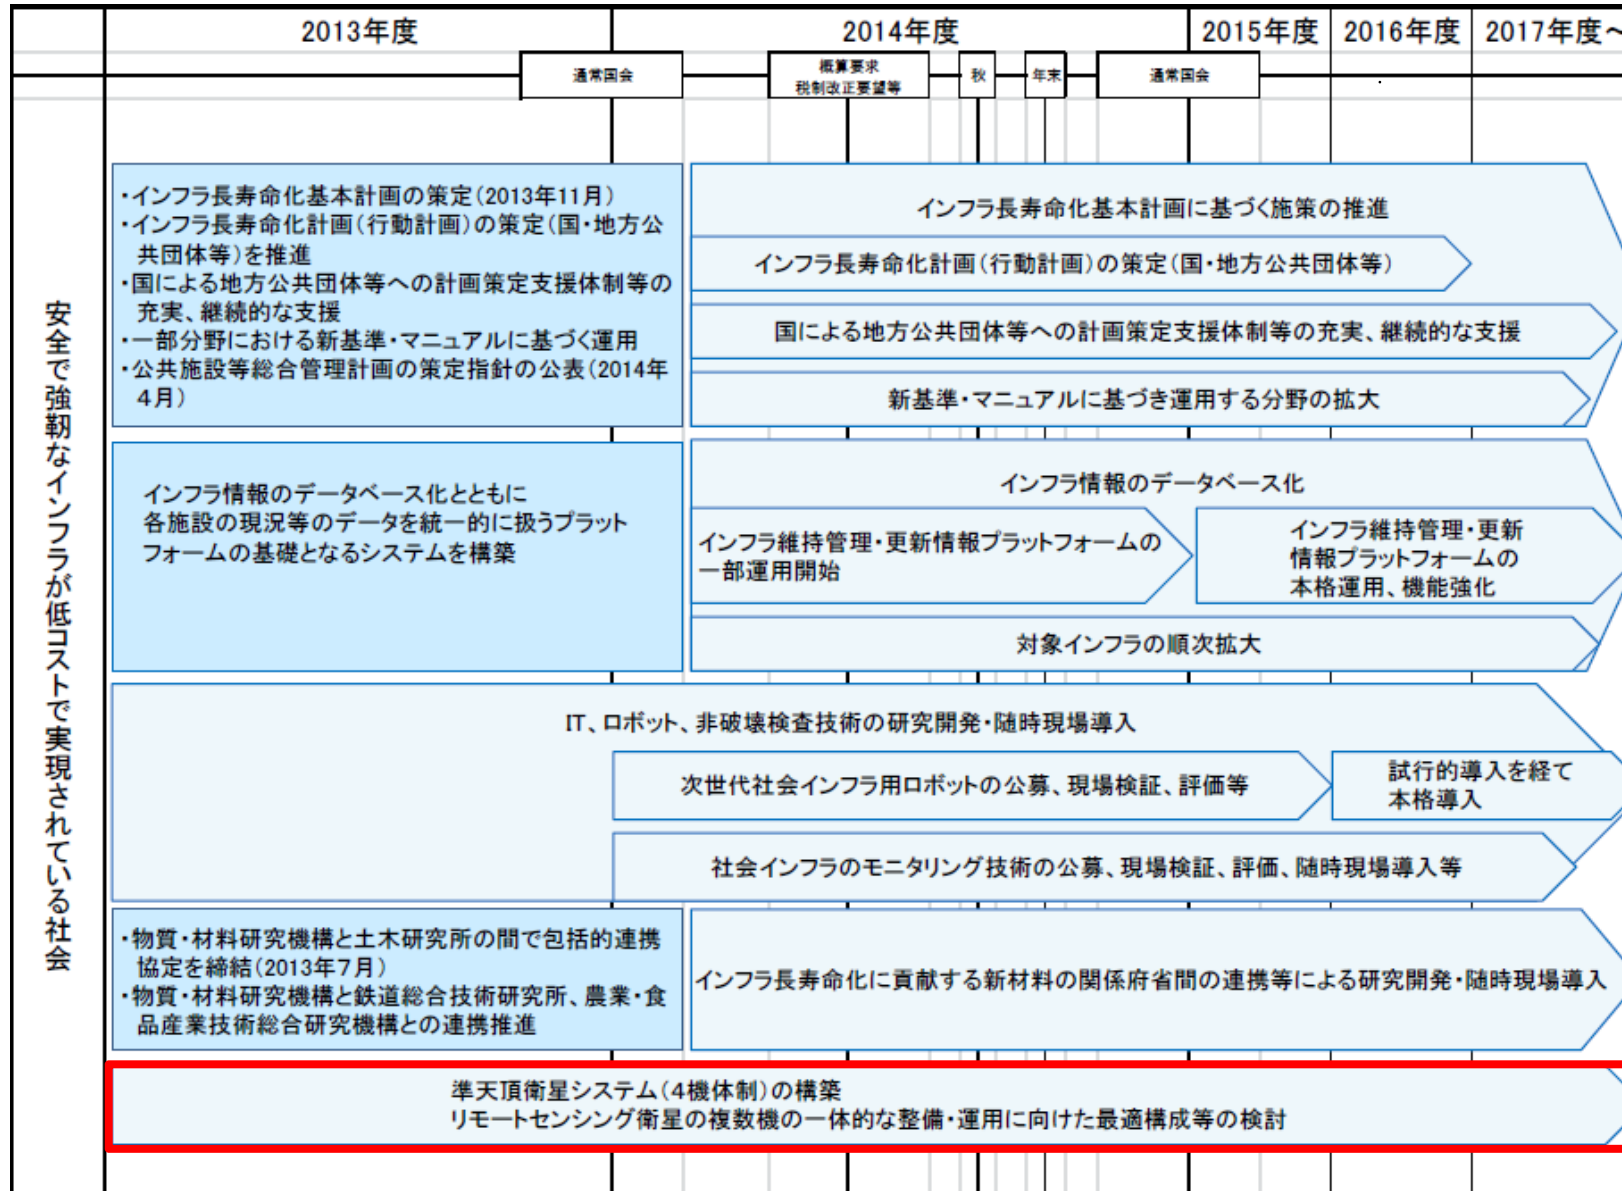 2013年度
2014年度
2015年度
2016年度
2017年度～
通常国会
概算要求
税制改正要望等
秋
年末
通常国会
安全で強靭なインフラが低コストで実現されている社会
・インフラ長寿命化基本計画の策定（2013年11月）
・インフラ長寿命化計画（行動計画）の策定（国・地方公
共団体等）を推進
・国による地方公共団体等への計画策定支援体制等の
充実、継続的な支援
・一部分野における新基準・マニュアルに基づく運用
・公共施設等総合管理計画の策定指針の公表（2014年
4月）
インフラ長寿命化基本計画に基づく施策の推進
インフラ長寿命化計画（行動計画）の策定（国・地方公共団体等）
国による地方公共団体等への計画策定支援体制等の充実、継続的な支援
新基準・マニュアルに基づき運用する分野の拡大
インフラ情報のデータベース化とともに
各施設の現況等のデータを統一的に扱うプラット
フォームの基礎となるシステムを構築
インフラ情報のデータベース化
インフラ維持管理・更新情報プラットフォームの
一部運用開始
インフラ維持管理・更新
情報プラットフォームの
本格運用、機能強化
対象インフラの順次拡大
IT、ロボット、非破壊検査技術の研究開発・随時現場導入
次世代社会インフラ用ロボットの公募、現場検証、評価等
試行的導入を経て
本格導入
社会インフラのモニタリング技術の公募、現場検証、評価、随時現場導入等
・物質・材料研究機構と土木研究所の間で包括的連携
協定を締結（2013年7月）
・物質・材料研究機構と鉄道総合技術研究所、農業・食
品産業技術総合研究機構との連携推進
インフラ長寿命化に貢献する新材料の関係府省間の連携等による研究開発・随時現場導入
準天頂衛星システム（4機体制）の構築
リモートセンシング衛星の複数機の一体的な整備・運用に向けた最適構成等の検討